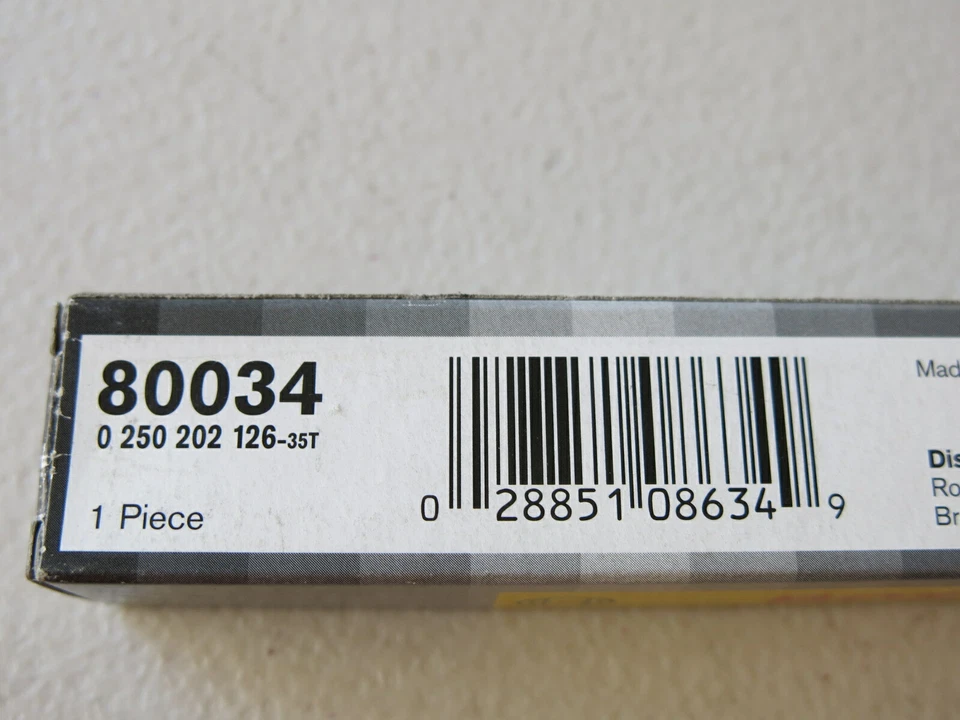 80034
0 250 202 126-35T
1 Piece
0 28851 08634 9
Mad
Dis
Ro
Br